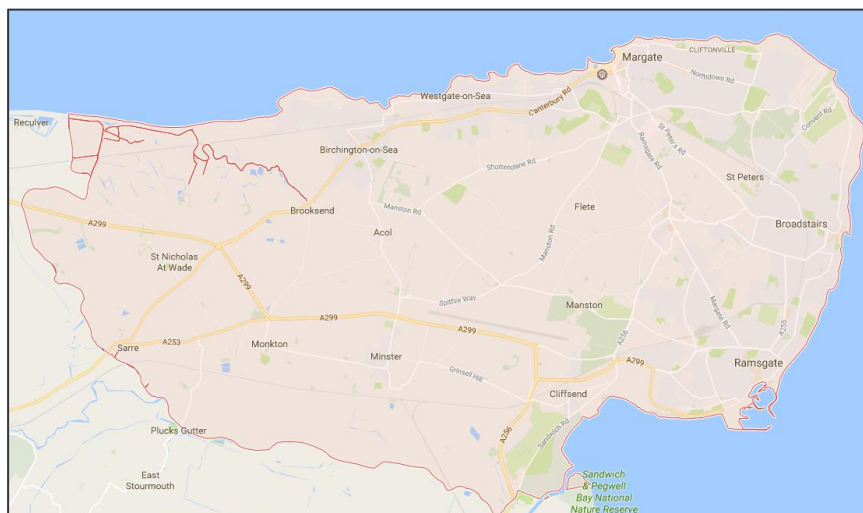 Margate
CLIFTONVILLE
Northdown Rd
Westgate-on-Sea
Canterbury Rd
Convent Rd
Reculver
St Peter's Rd
Ramsgate Rd
Birchington-on-Sea
Shottendane Rd
St Peters
Brooksend
Manston Rd
Flete
A299
Acol
Broadstairs
Manston Rd
St Nicholas
At Wade
A299
Spitfire Way
Manston
Margate Rd
A299
A299
A256
A255
Sarre
A253
Monkton
Minster
A299
Ramsgate
Grinsell Hill
Cliffsend
Plucks Gutter
A256
Sandwich Rd
East
Stourmouth
Sandwich
& Pegwell
Bay National
Nature Reserve